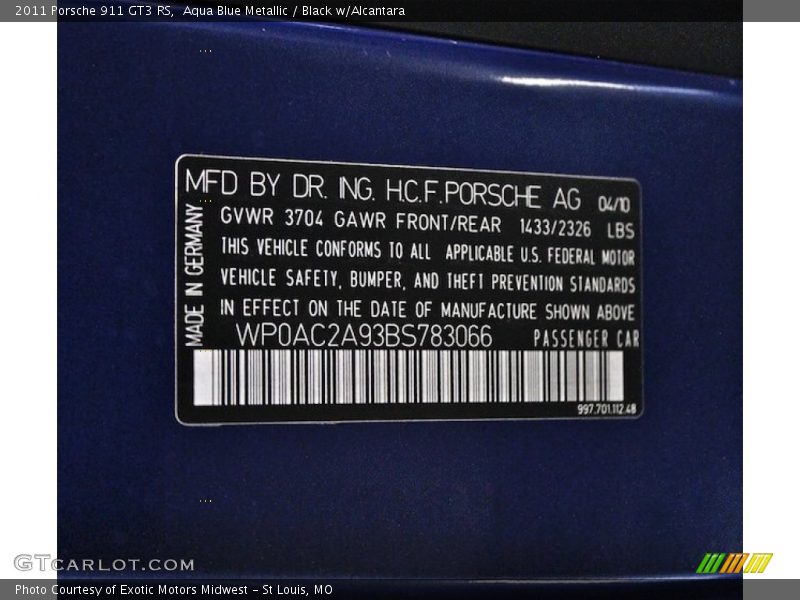 2011 Porsche 911 GT3 RS,  Aqua Blue Metallic / Black w/Alcantara
MFD BY DR. ING. H.C.F. PORSCHE AG 04/10
GVWR 3704 GAWR FRONT/REAR 1433/2326 LBS
THIS VEHICLE CONFORMS TO ALL APPLICABLE U.S. FEDERAL MOTOR
VEHICLE SAFETY, BUMPER, AND THEFT PREVENTION STANDARDS
IN EFFECT ON THE DATE OF MANUFACTURE SHOWN ABOVE
WP0AC2A93BS783066 PASSENGER CAR
MADE IN GERMANY
997.701.112.48
GTCARLOT.COM
Photo Courtesy of Exotic Motors Midwest – St Louis, MO